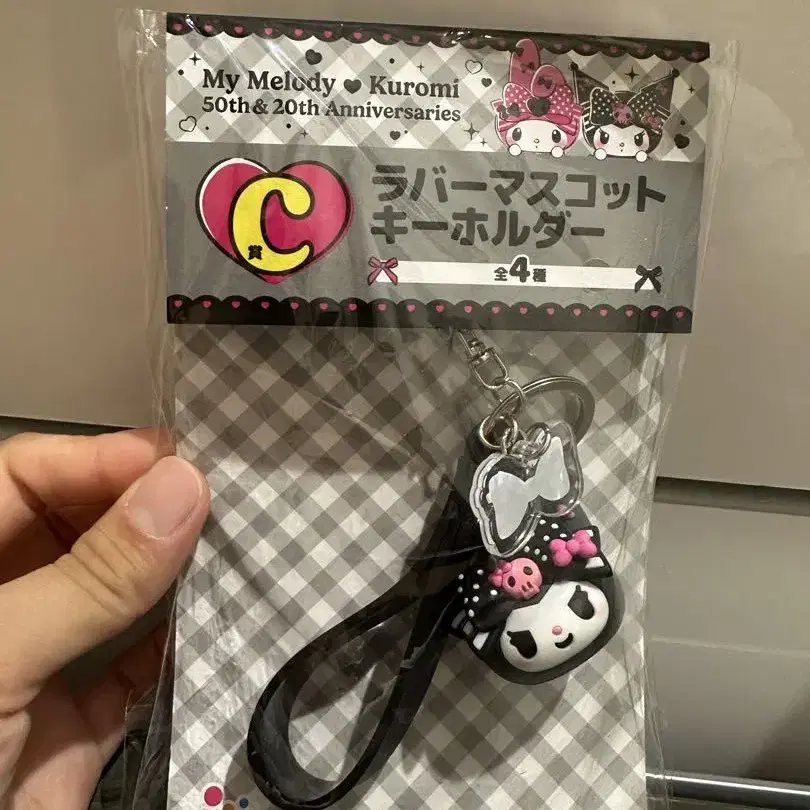 My Melody ♥ Kuromi
50th & 20th Anniversaries
C賞
ラバーマスコット
キーホルダー
全4種